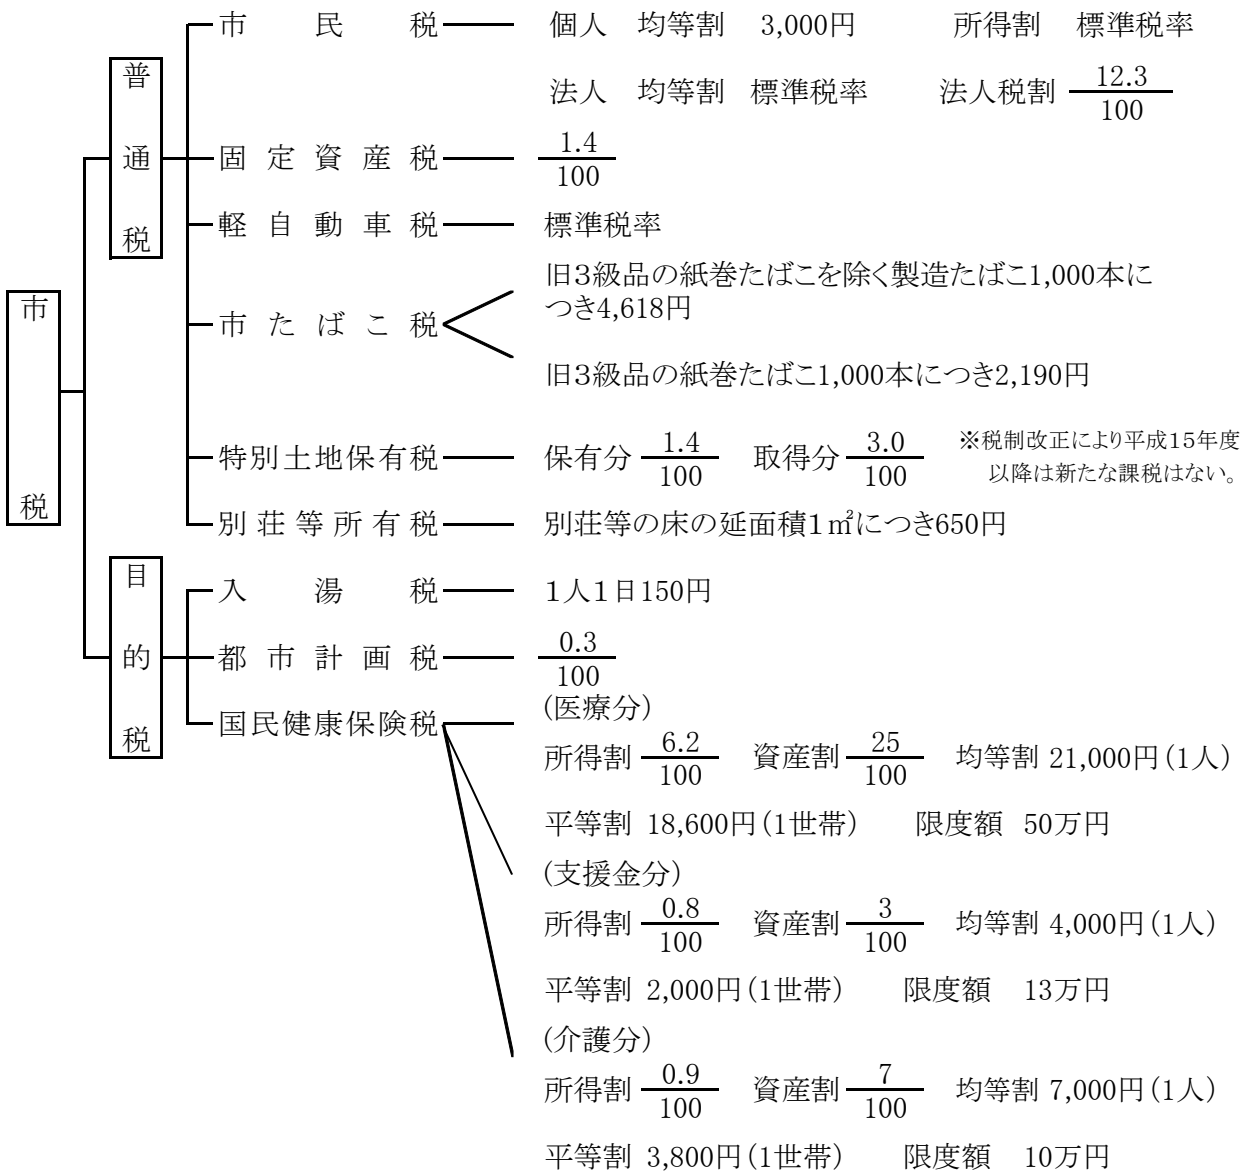 市税
普通税
市民税 個人 均等割 3,000円 所得割 標準税率
法人 均等割 標準税率 法人税割 12.3/100
固定資産税 1.4/100
軽自動車税 標準税率
市たばこ税 旧3級品の紙巻たばこを除く製造たばこ1,000本に
つき4,618円
旧3級品の紙巻たばこ1,000本につき2,190円
特別土地保有税 保有分 1.4/100 取得分 3.0/100 ※税制改正により平成15年度
以降は新たな課税はない。
別荘等所有税 別荘等の床の延面積1㎡につき650円
目的税
入湯税 1人1日150円
都市計画税 0.3/100
国民健康保険税 (医療分)
所得割 6.2/100 資産割 25/100 均等割 21,000円(1人)
平等割 18,600円(1世帯) 限度額 50万円
(支援金分)
所得割 0.8/100 資産割 3/100 均等割 4,000円(1人)
平等割 2,000円(1世帯) 限度額 13万円
(介護分)
所得割 0.9/100 資産割 7/100 均等割 7,000円(1人)
平等割 3,800円(1世帯) 限度額 10万円